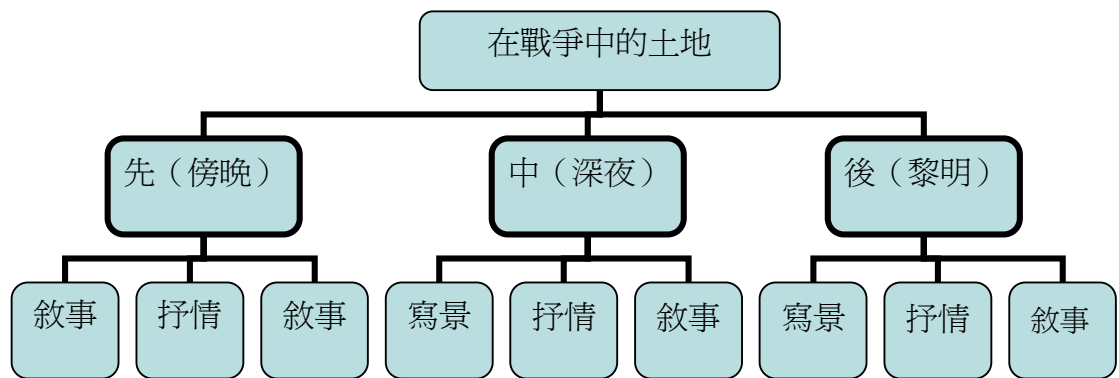 在戰爭中的土地
先（傍晚）
中（深夜）
後（黎明）
敘事
抒情
敘事
寫景
抒情
敘事
寫景
抒情
敘事